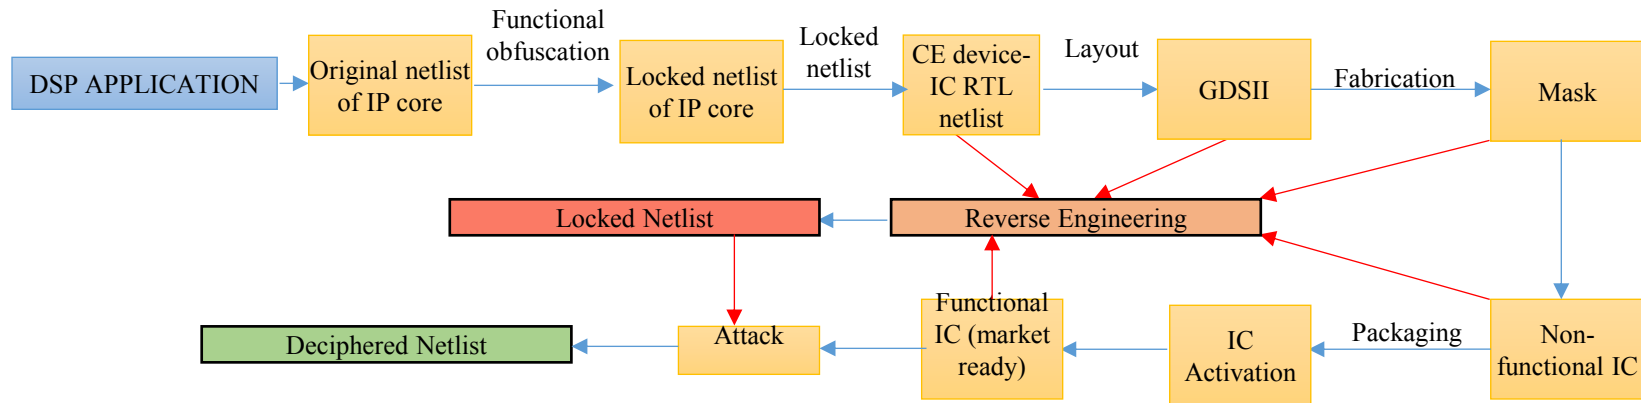 DSP APPLICATION
Original netlist
of IP core
Functional
obfuscation
Locked netlist
of IP core
Locked
netlist
CE device-
IC RTL
netlist
Layout
GDSII
Fabrication
Mask
Locked Netlist
Reverse Engineering
Deciphered Netlist
Attack
Functional
IC (market
ready)
IC
Activation
Packaging
Non-
functional IC